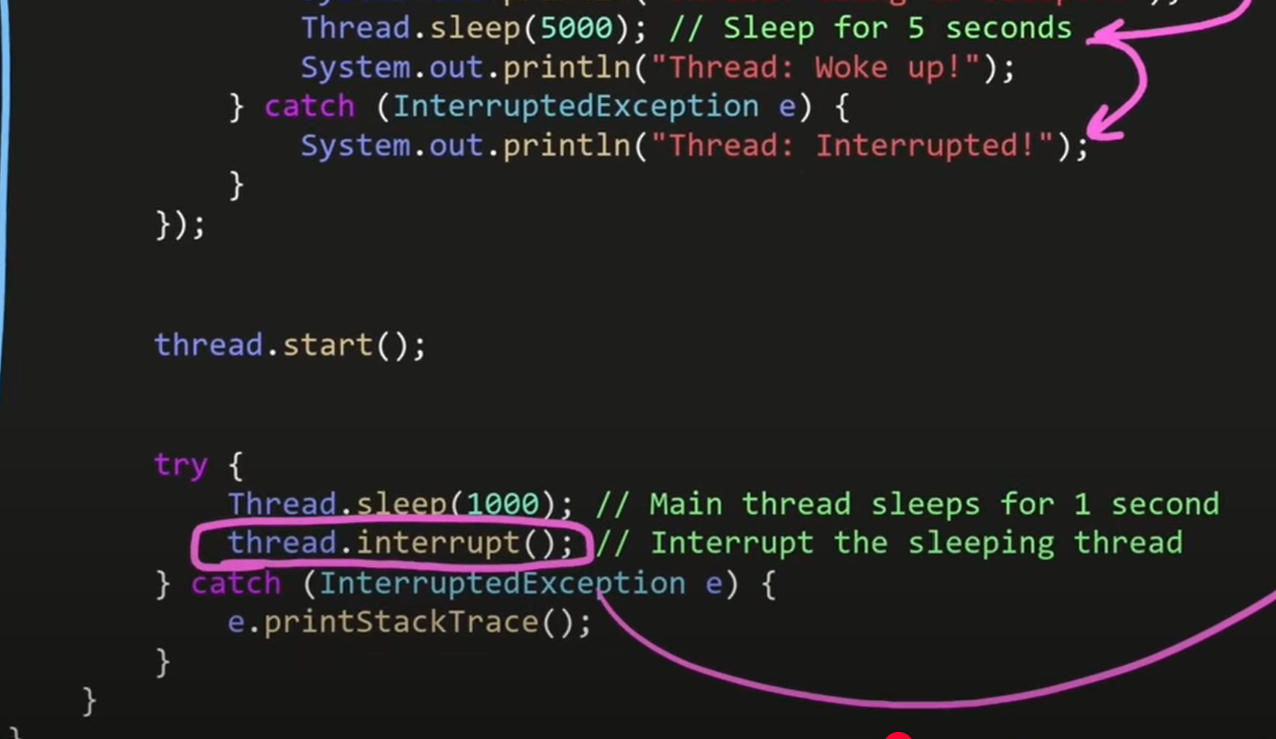 Thread.sleep(5000); // Sleep for 5 seconds
System.out.println("Thread: Woke up!");
} catch (InterruptedException e) {
System.out.println("Thread: Interrupted!");
}
});
thread.start();
try {
Thread.sleep(1000); // Main thread sleeps for 1 second
thread.interrupt(); // Interrupt the sleeping thread
} catch (InterruptedException e) {
e.printStackTrace();
}
}
}